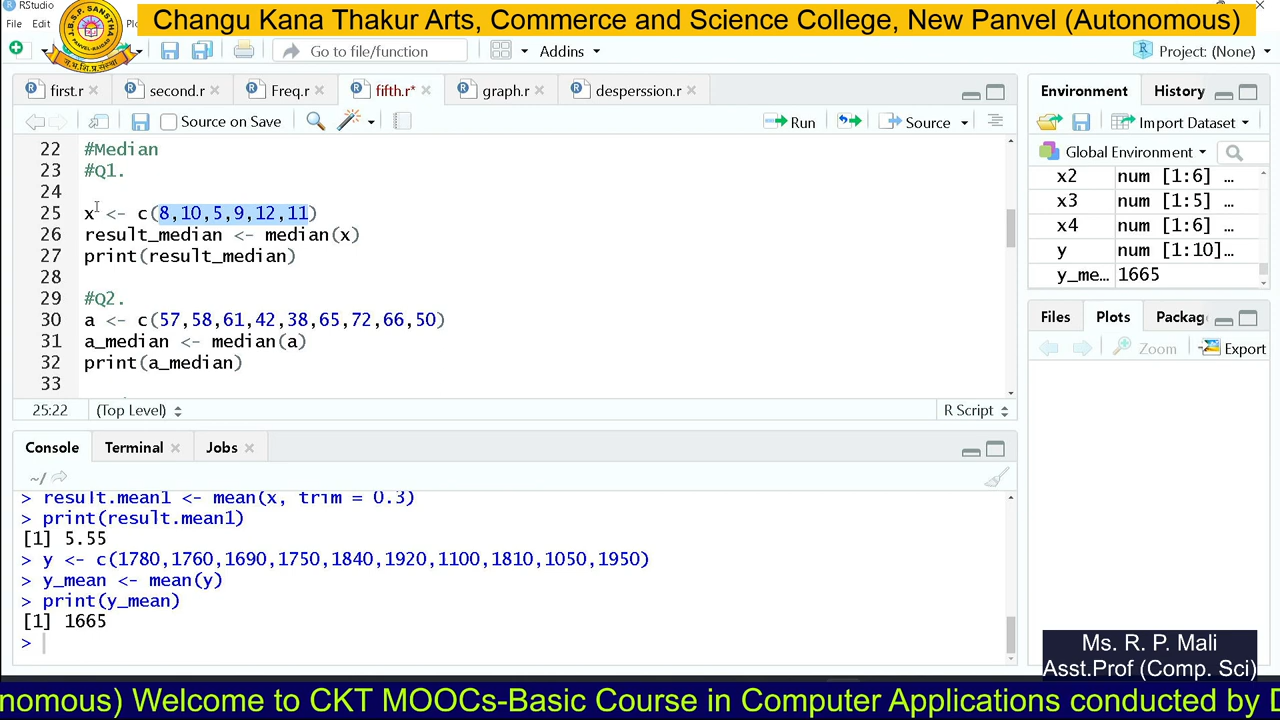 RStudio
Changu Kana Thakur Arts, Commerce and Science College, New Panvel (Autonomous)
File Edit
Go to file/function
Addins
Project: (None)
first.r
second.r
Freq.r
fifth.r*
graph.r
desperssion.r
Source on Save
Run
Source
22 #Median
23 #Q1.
24
25 x <- c(8,10,5,9,12,11)
26 result_median <- median(x)
27 print(result_median)
28
29 #Q2.
30 a <- c(57,58,61,42,38,65,72,66,50)
31 a_median <- median(a)
32 print(a_median)
33
25:22 (Top Level) R Script
Console Terminal Jobs
~/
> result.mean1 <- mean(x, trim = 0.3)
> print(result.mean1)
[1] 5.55
> y <- c(1780,1760,1690,1750,1840,1920,1100,1810,1050,1950)
> y_mean <- mean(y)
> print(y_mean)
[1] 1665
>
Environment History
Import Dataset
Global Environment
x2 num [1:6] …
x3 num [1:5] …
x4 num [1:6] …
y num [1:10]…
y_me… 1665
Files Plots Packag
Zoom Export
Ms. R. P. Mali
Asst.Prof (Comp. Sci)
onomous) Welcome to CKT MOOCs-Basic Course in Computer Applications conducted by D